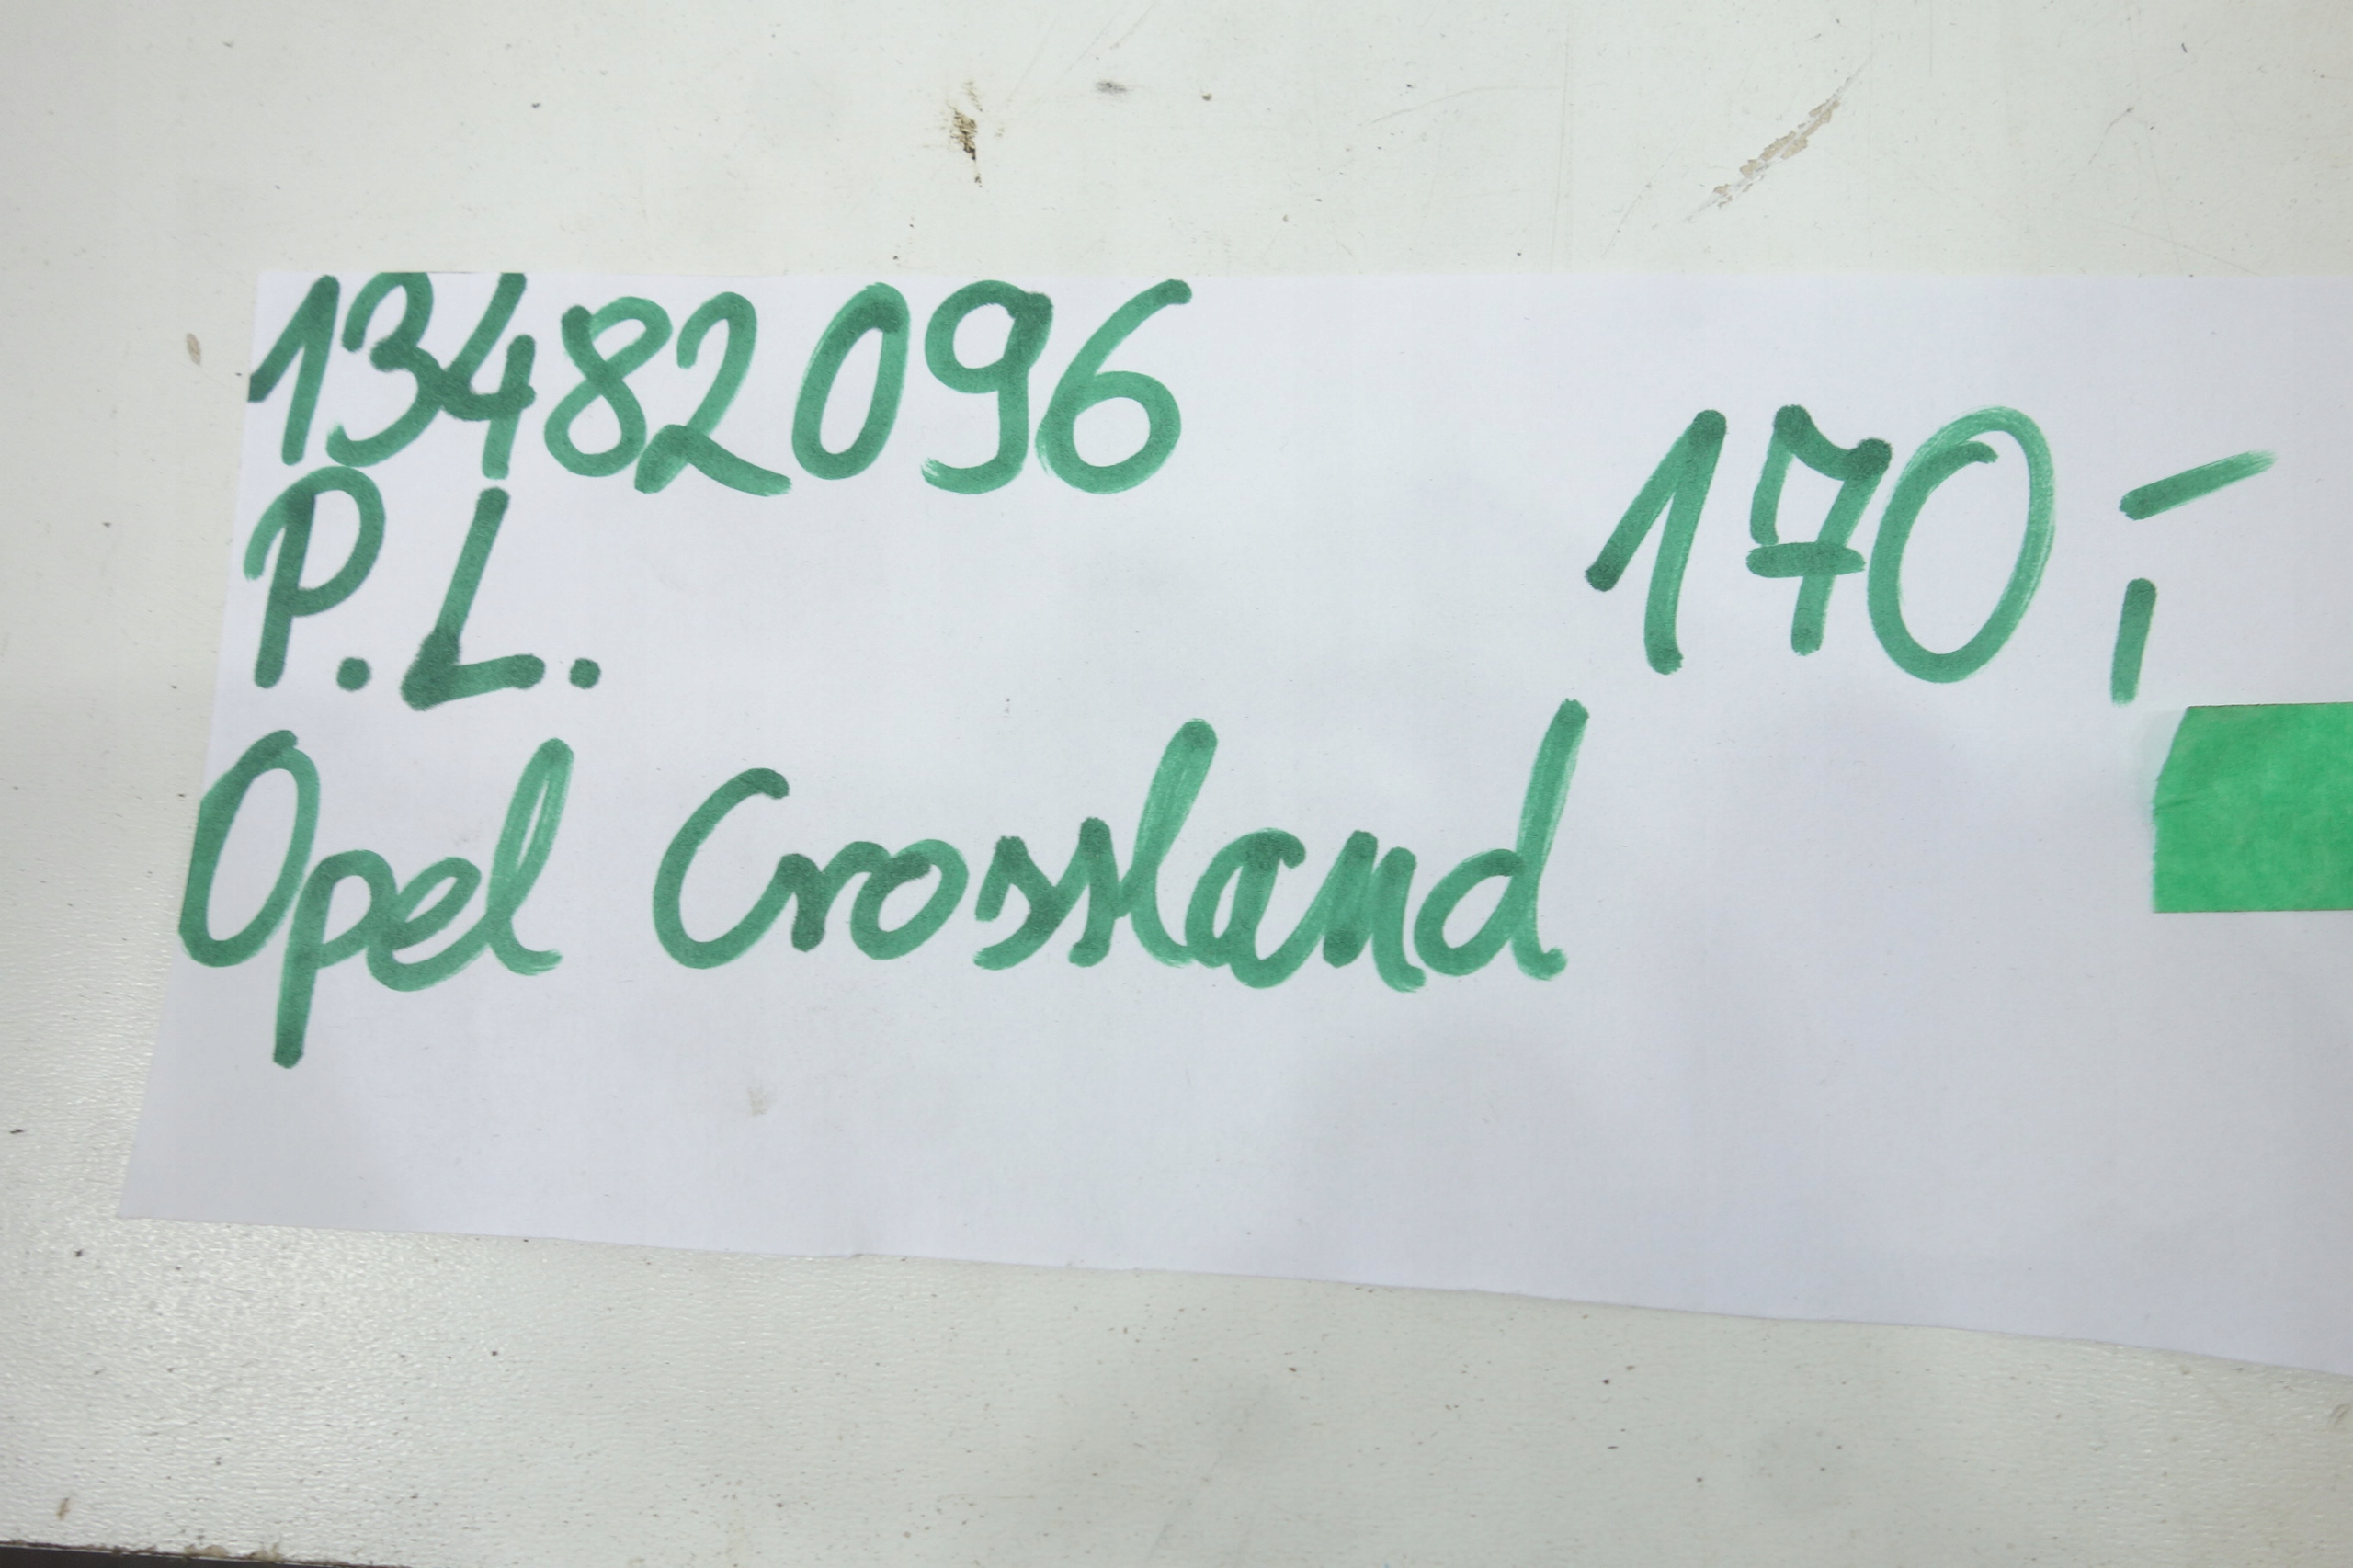 13482096
P.L.
170,-
Opel Crossland